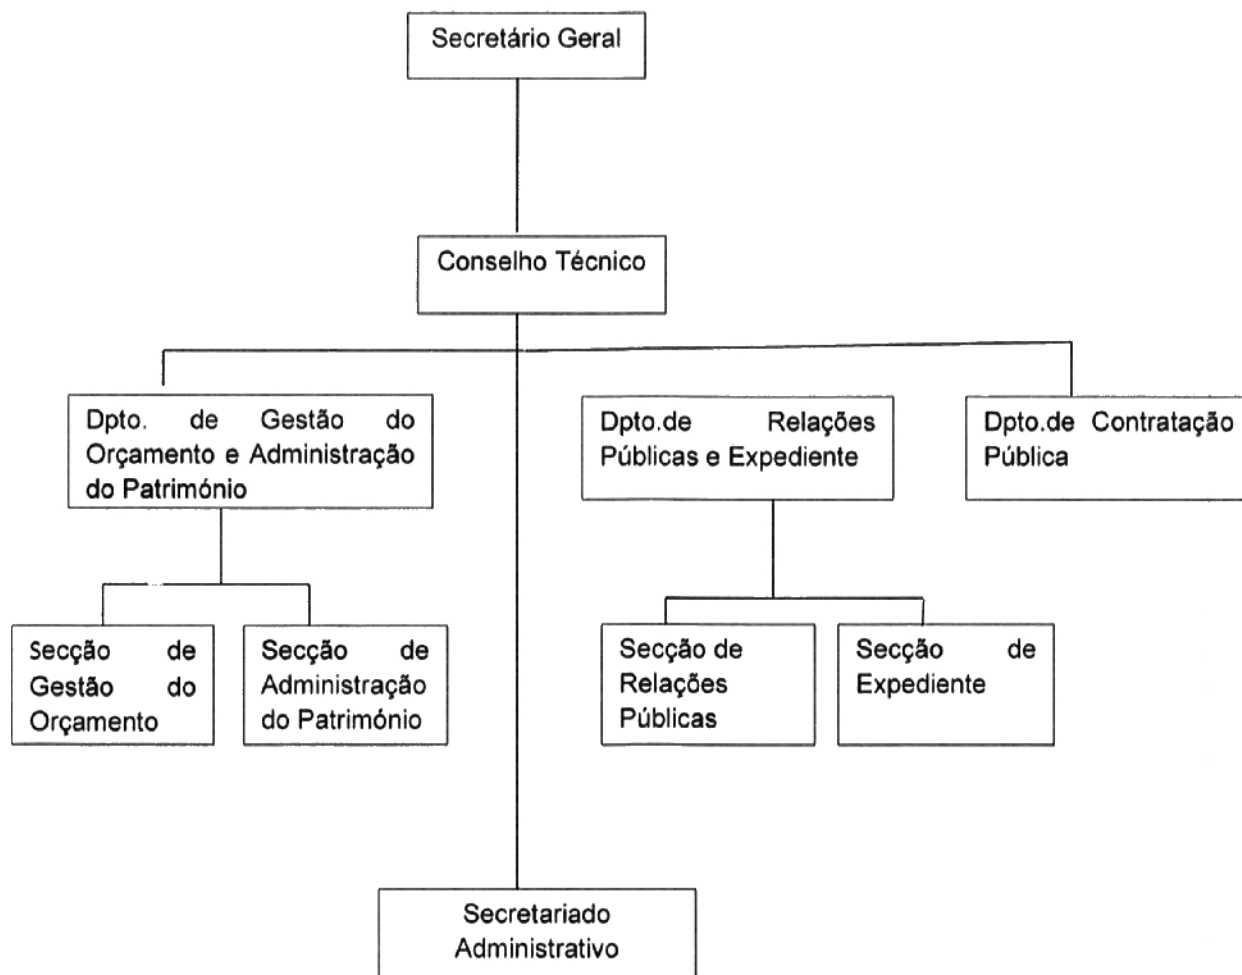 Secretário Geral
Conselho Técnico
Dpto. de Gestão do
Orçamento e Administração
do Património
Dpto.de Relações
Públicas e Expediente
Dpto.de Contratação
Pública
Secção de
Gestão do
Orçamento
Secção de
Administração
do Património
Secção de
Relações
Públicas
Secção de
Expediente
Secretariado
Administrativo